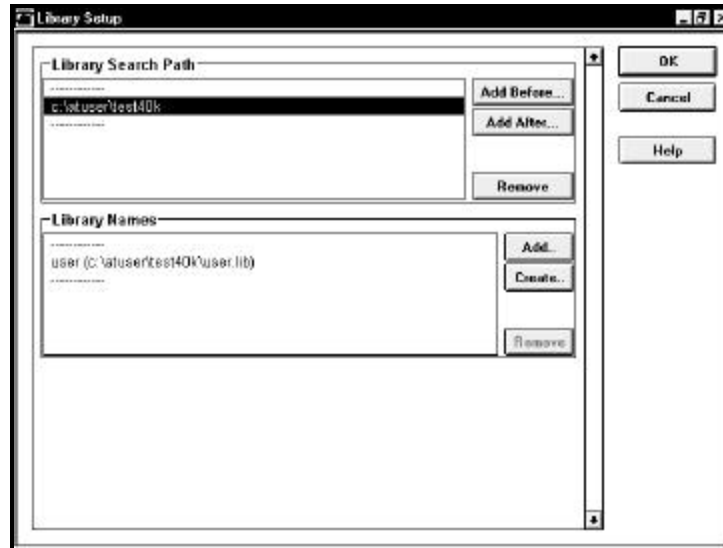 Library Setup
Library Search Path
------------
c:\atuser\test40k
------------
Add Before...
Add After...
Remove
Library Names
------------
user (c:\atuser\test40k\user.lib)
------------
Add..
Create..
Remove
OK
Cancel
Help